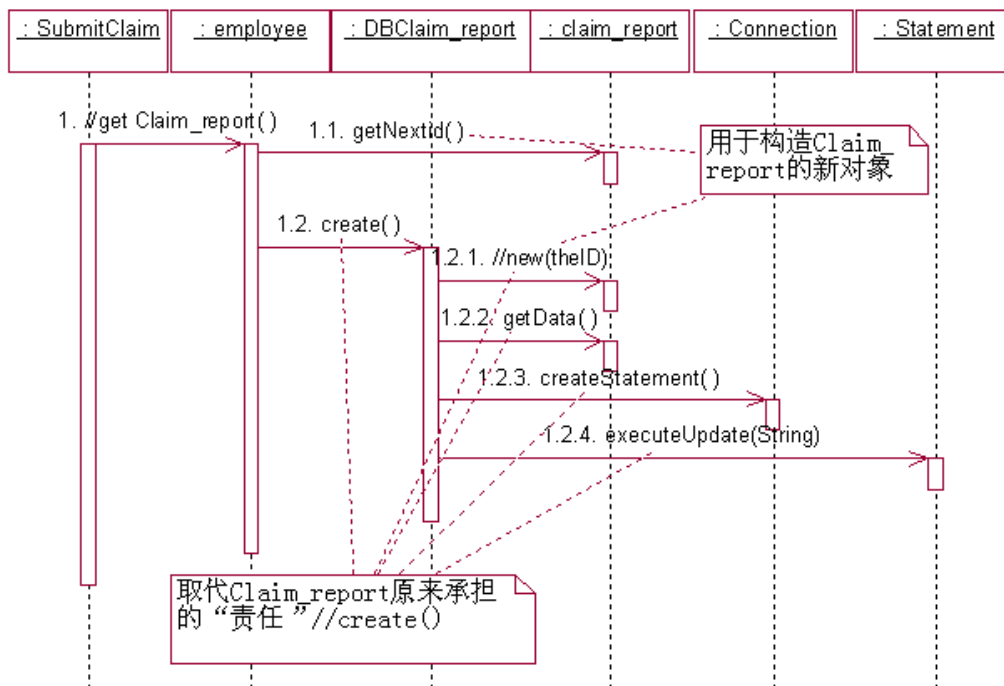 : SubmitClaim
: employee
: DBClaim_report
: claim_report
: Connection
: Statement
1. //get Claim_report()
1.1. getNextId()
用于构造Claim_
report的新对象
1.2. create()
1.2.1. //new(theID)
1.2.2. getData()
1.2.3. createStatement()
1.2.4. executeUpdate(String)
取代Claim_report原来承担
的“责任 ”//create()